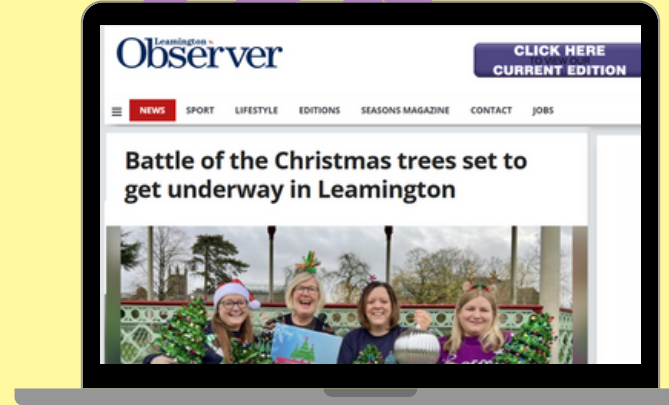 Leamington
Observer
CLICK HERE
TO VIEW OUR
CURRENT EDITION
NEWS SPORT LIFESTYLE EDITIONS SEASONS MAGAZINE CONTACT JOBS
Battle of the Christmas trees set to
get underway in Leamington